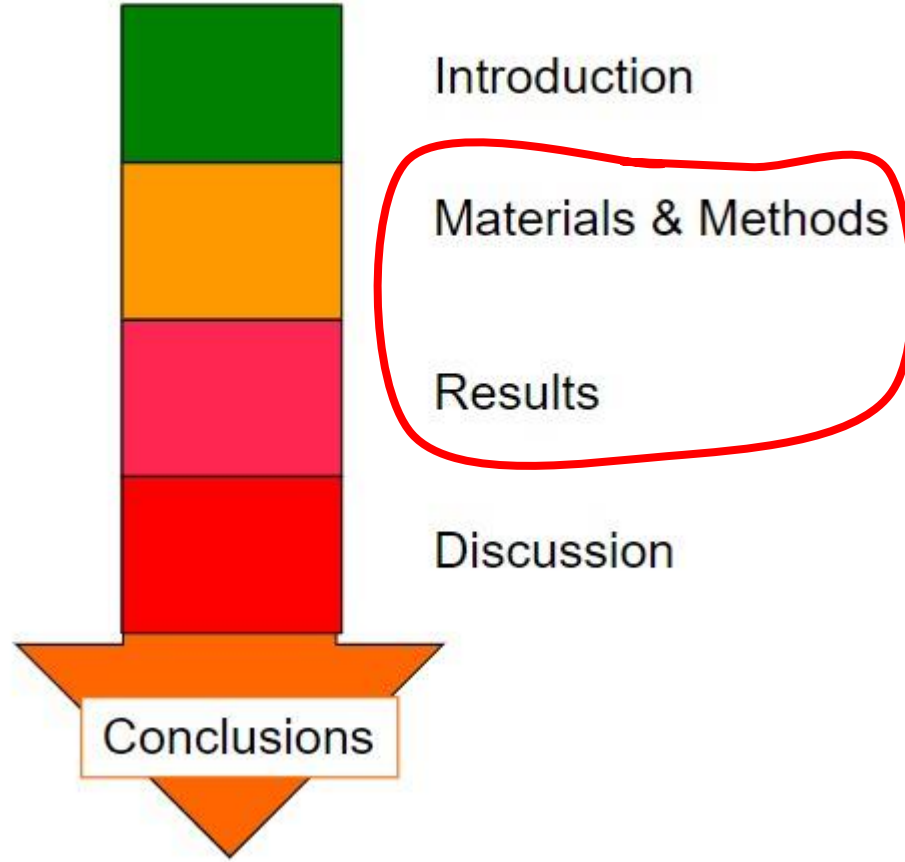 Introduction
Materials & Methods
Results
Discussion
Conclusions